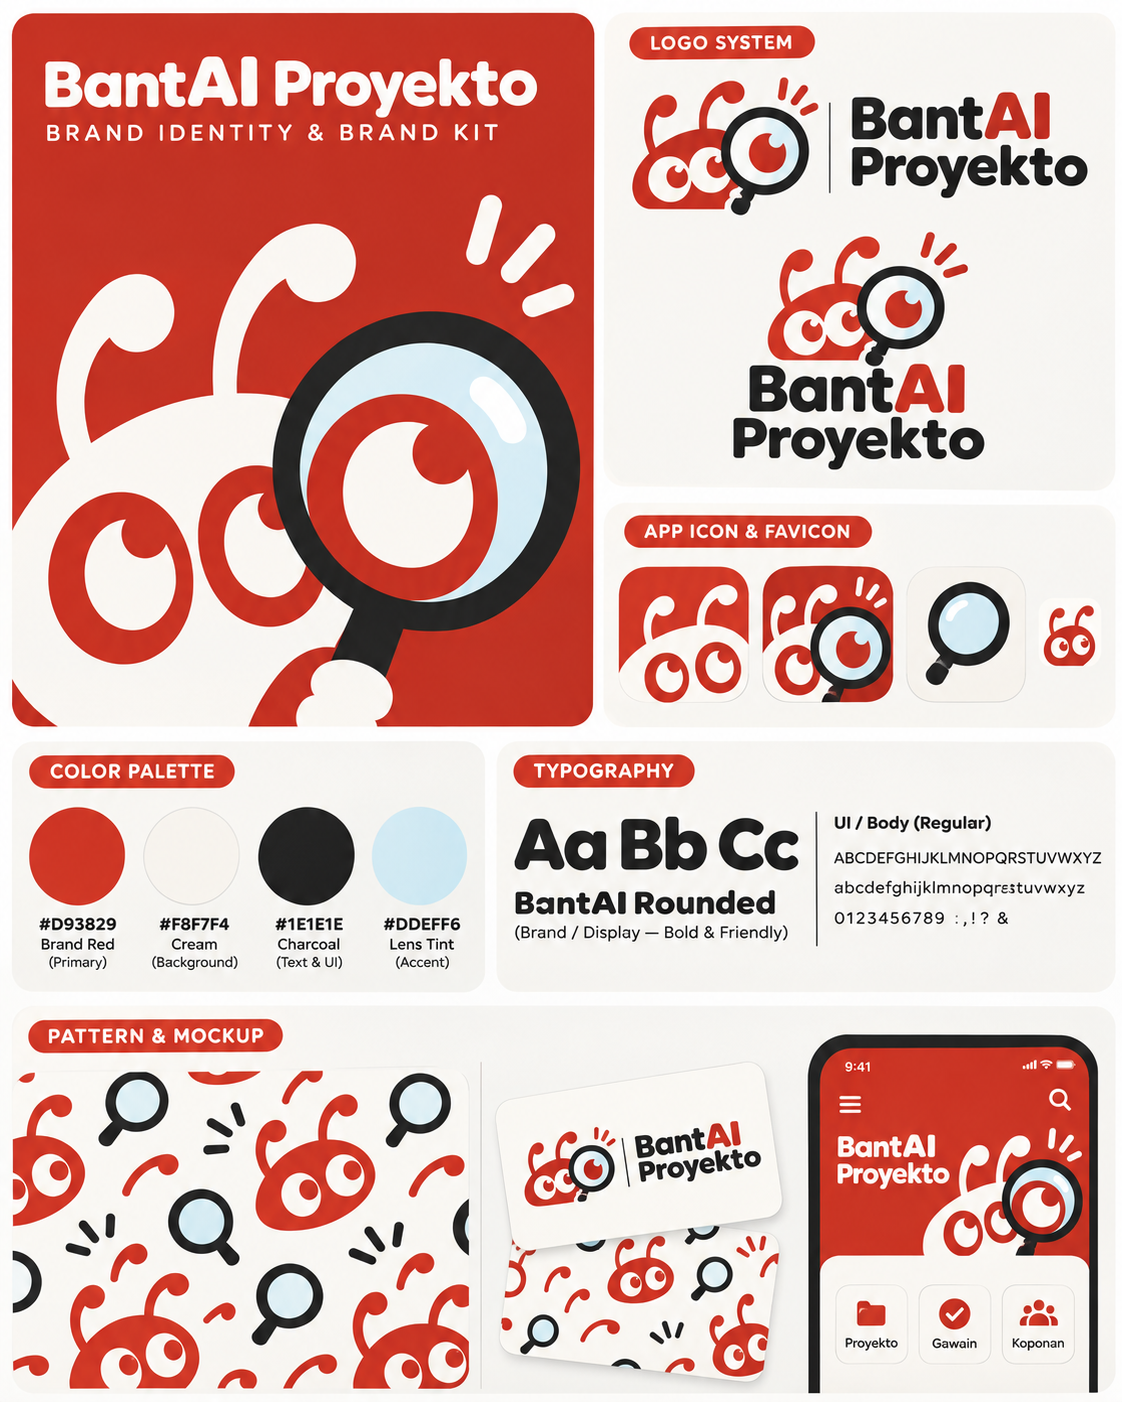 BantAI Proyekto
BRAND IDENTITY & BRAND KIT
LOGO SYSTEM
BantAI
Proyekto
BantAI
Proyekto
APP ICON & FAVICON
COLOR PALETTE
#D93829
Brand Red
(Primary)
#F8F7F4
Cream
(Background)
#1E1E1E
Charcoal
(Text & UI)
#DDEFF6
Lens Tint
(Accent)
TYPOGRAPHY
Aa Bb Cc
BantAI Rounded
(Brand / Display — Bold & Friendly)
UI / Body (Regular)
ABCDEFGHIJKLMNOPQRSTUVWXYZ
abcdefghijklmnopqrstuvwxyz
0123456789 :,!? &
PATTERN & MOCKUP
BantAI
Proyekto
9:41
BantAI
Proyekto
Proyekto
Gawain
Koponan